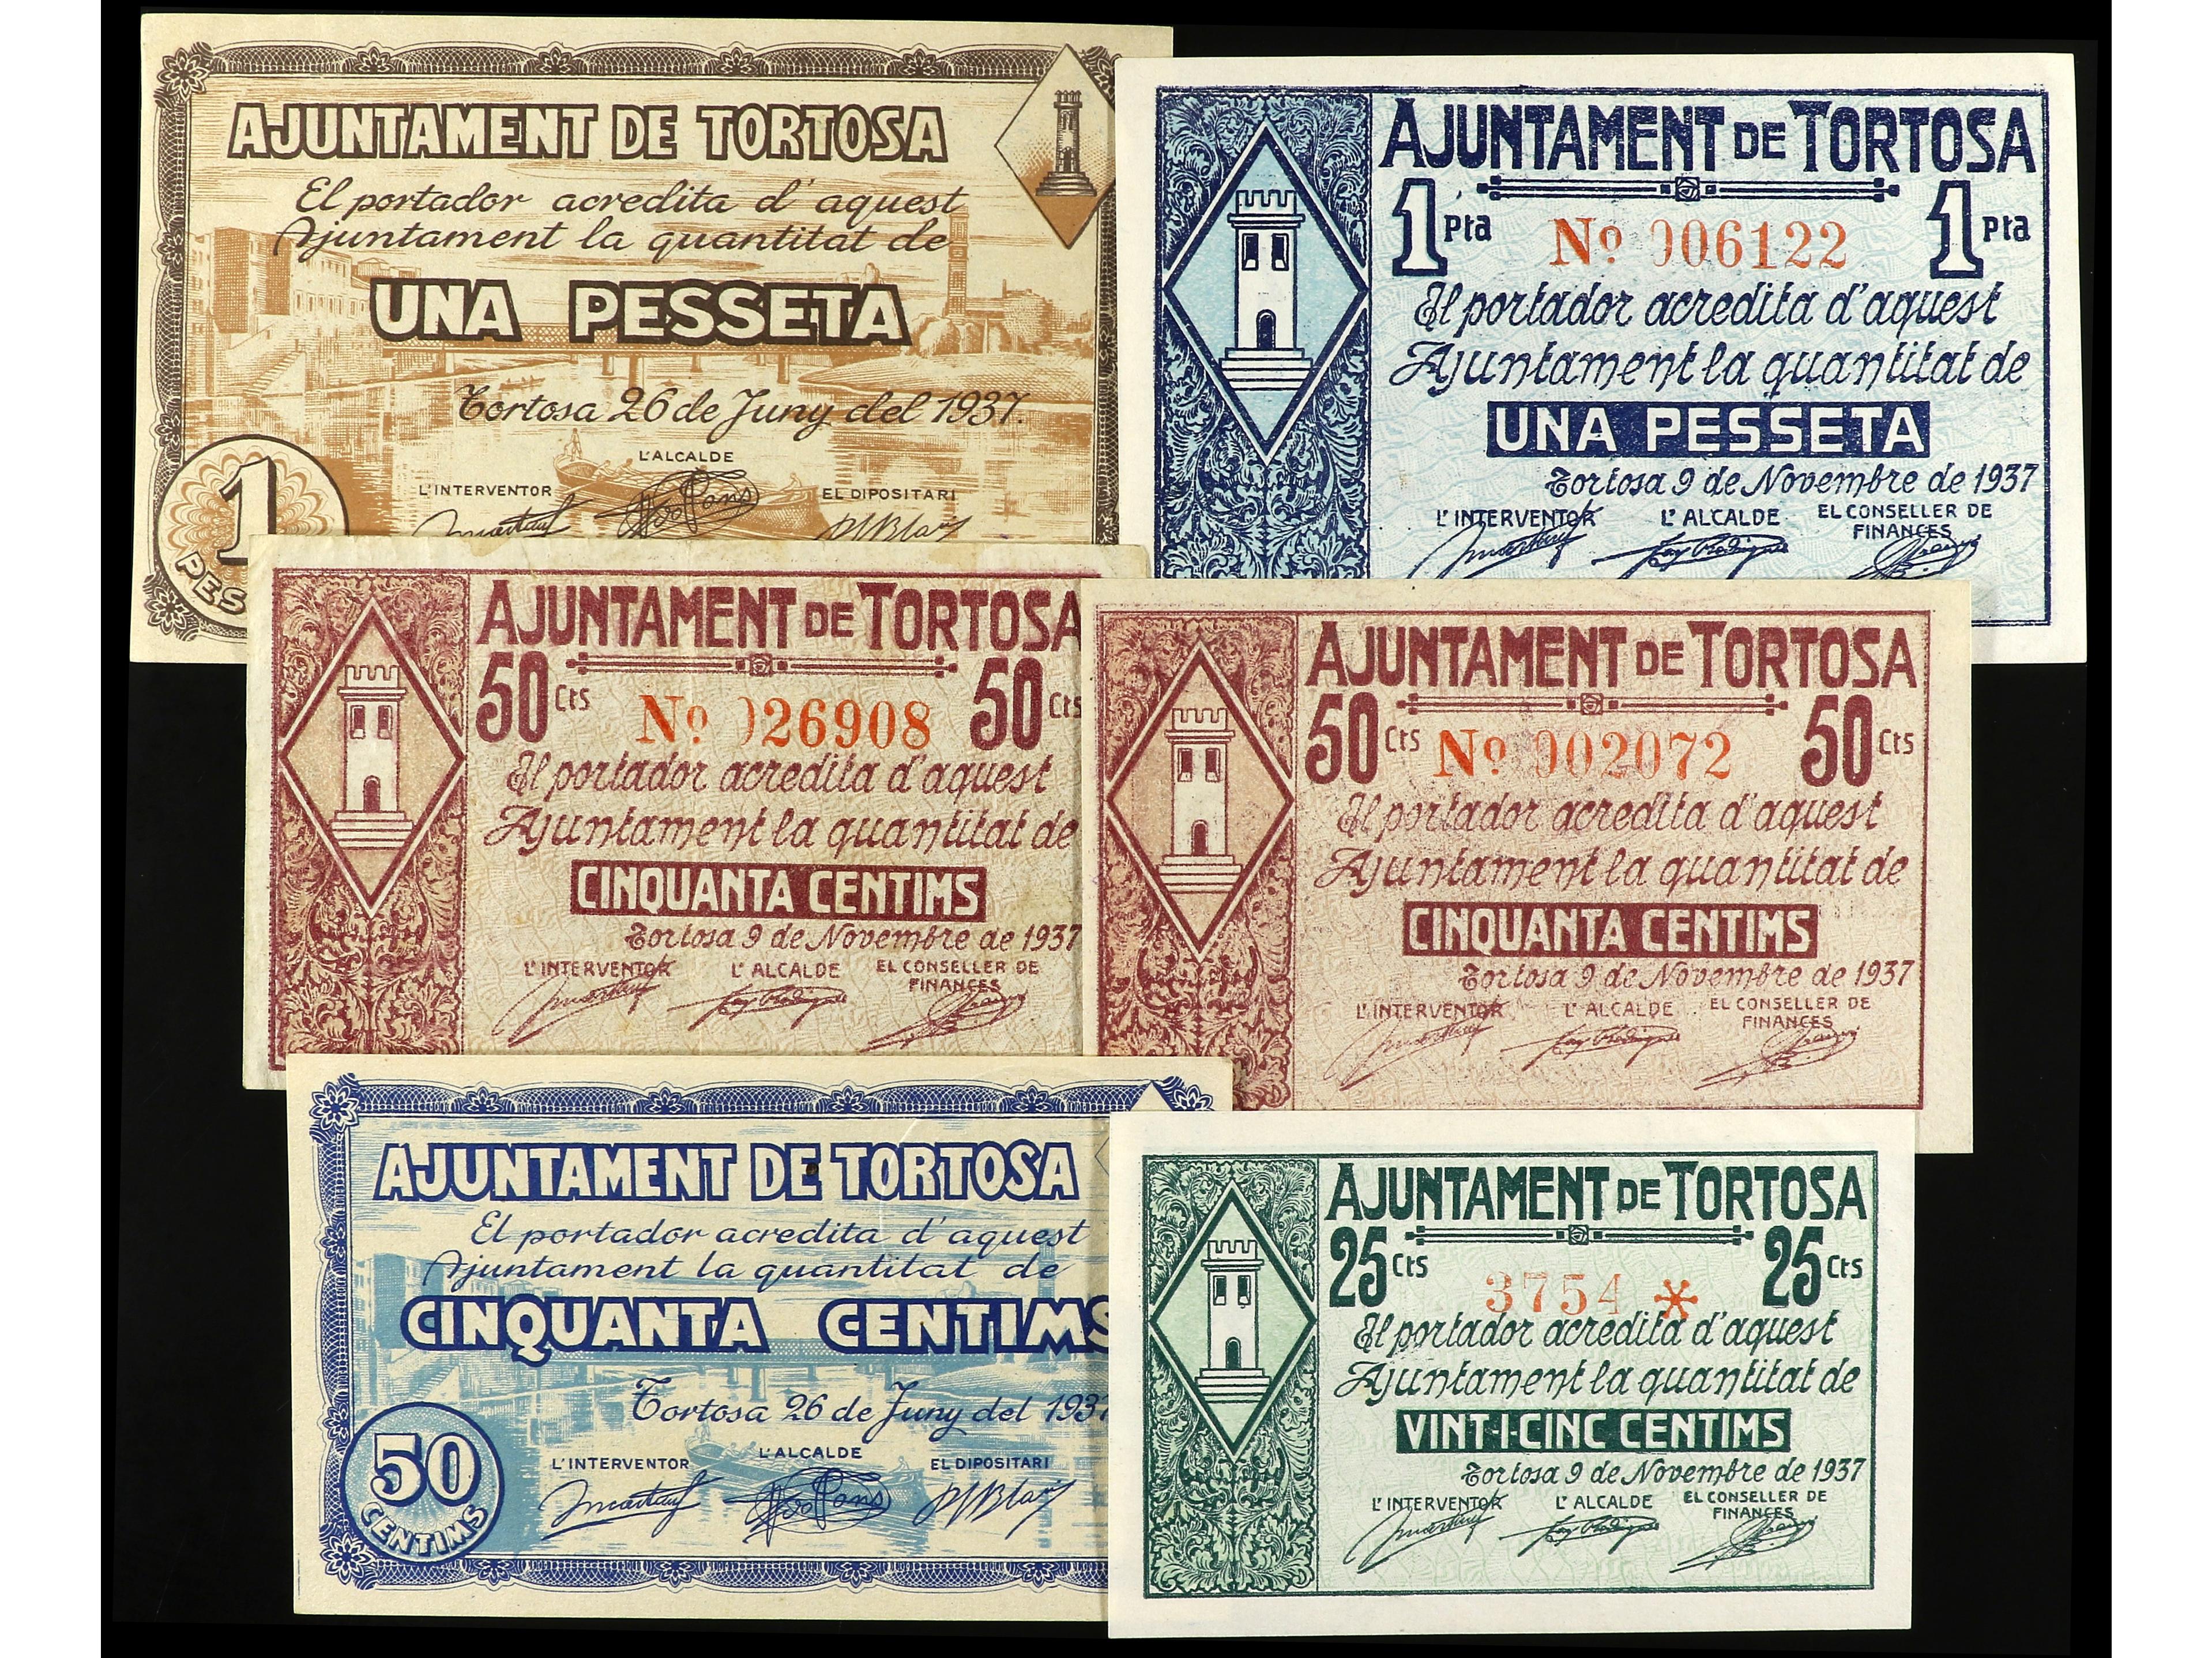 AJUNTAMENT DE TORTOSA
El portador acredita d'aquest
Ajuntament la quantitat de
UNA PESSETA
Tortosa 26 de Juny del 1937.
L'ALCALDE
L'INTERVENTOR EL DIPOSITARI
1
PES
AJUNTAMENT DE TORTOSA
1 Pta Nº 006122 1 Pta
El portador acredita d'aquest
Ajuntament la quantitat de
UNA PESSETA
Tortosa 9 de Novembre de 1937
L'INTERVENTOR L'ALCALDE EL CONSELLER DE
FINANCES
AJUNTAMENT DE TORTOSA
50 Cts Nº 026908 50 Cts
El portador acredita d'aquest
Ajuntament la quantitat de
CINQUANTA CENTIMS
Tortosa 9 de Novembre de 1937
L'INTERVENTOR L'ALCALDE EL CONSELLER DE
FINANCES
AJUNTAMENT DE TORTOSA
50 Cts Nº 002072 50 Cts
El portador acredita d'aquest
Ajuntament la quantitat de
CINQUANTA CENTIMS
Tortosa 9 de Novembre de 1937
L'INTERVENTOR L'ALCALDE EL CONSELLER DE
FINANCES
AJUNTAMENT DE TORTOSA
El portador acredita d'aquest
Ajuntament la quantitat de
CINQUANTA CENTIMS
Tortosa 26 de Juny del 1937
L'ALCALDE
L'INTERVENTOR EL DIPOSITARI
50
CENTIMS
AJUNTAMENT DE TORTOSA
25 Cts 3754 * 25 Cts
El portador acredita d'aquest
Ajuntament la quantitat de
VINT-I-CINC CENTIMS
Tortosa 9 de Novembre de 1937
L'INTERVENTOR L'ALCALDE EL CONSELLER DE
FINANCES